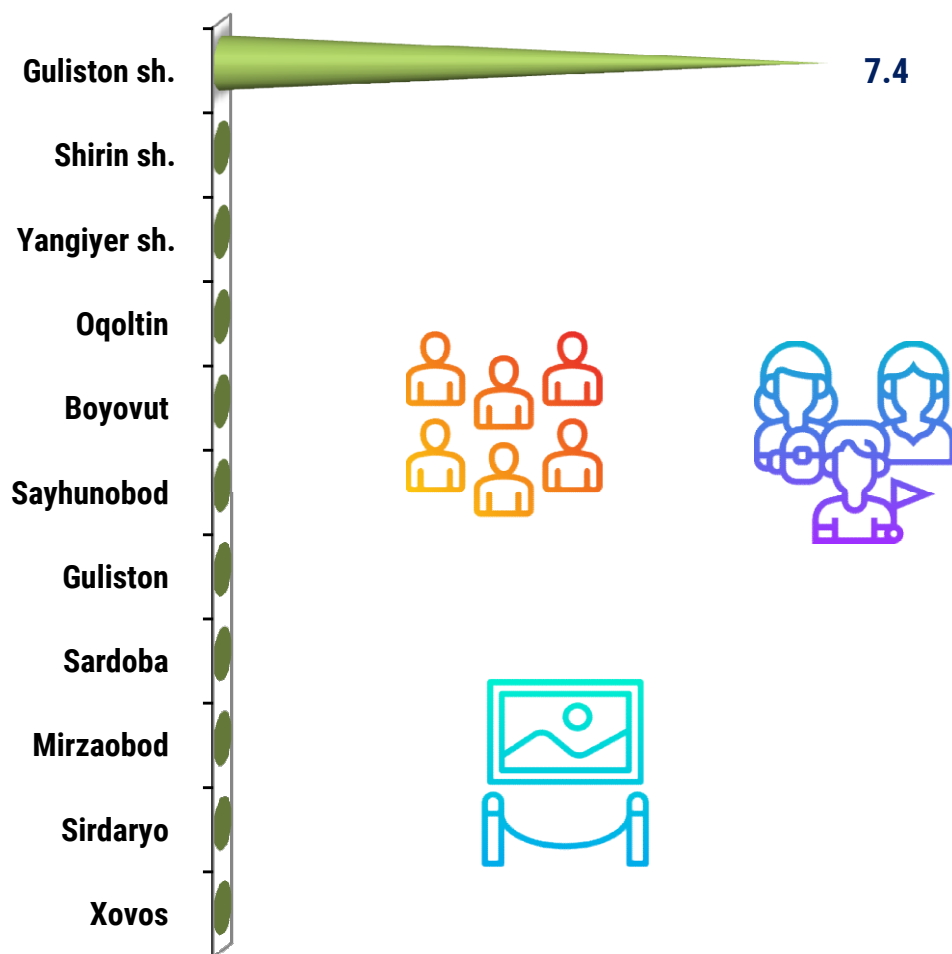 Guliston sh. 7.4
Shirin sh.
Yangiyer sh.
Oqoltin
Boyovut
Sayhunobod
Guliston
Sardoba
Mirzaobod
Sirdaryo
Xovos